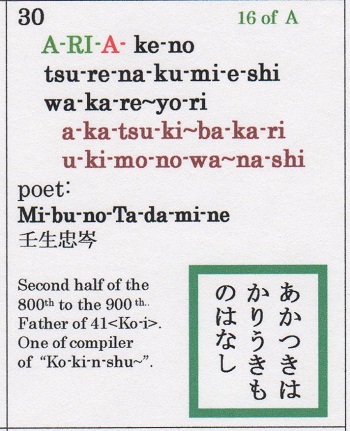 30
16 of A
A-RI-A- ke-no
tsu-re-na-ku-mi-e-shi
wa-ka-re~yo-ri
a-ka-tsu-ki~ba-ka-ri
u-ki-mo-no-wa~na-shi
poet:
Mi-bu-no-Ta-da-mi-ne
壬生忠岑
Second half of the
800th to the 900th..
Father of 41<Ko-i>.
One of compiler
of “Ko-ki-n-shu~”.
あかつきは
かりうきも
のはなし